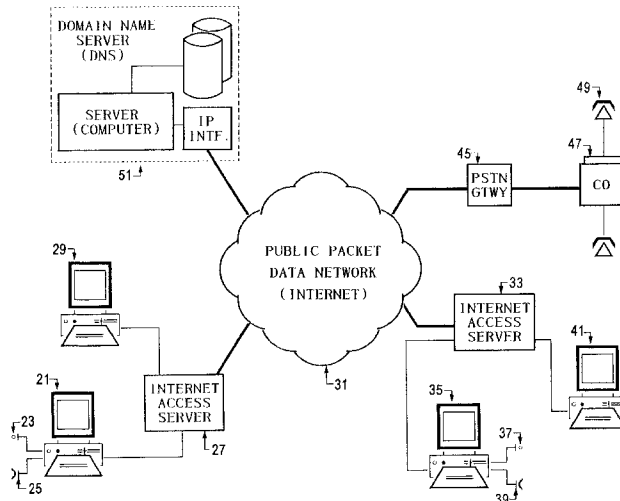 DOMAIN NAME
SERVER
(DNS)
SERVER
(COMPUTER)
IP
INTF.
51
49
47
CO
45
PSTN
GTWY
PUBLIC PACKET
DATA NETWORK
(INTERNET)
31
33
INTERNET
ACCESS
SERVER
41
29
21
23
25
INTERNET
ACCESS
SERVER
27
35
37
39